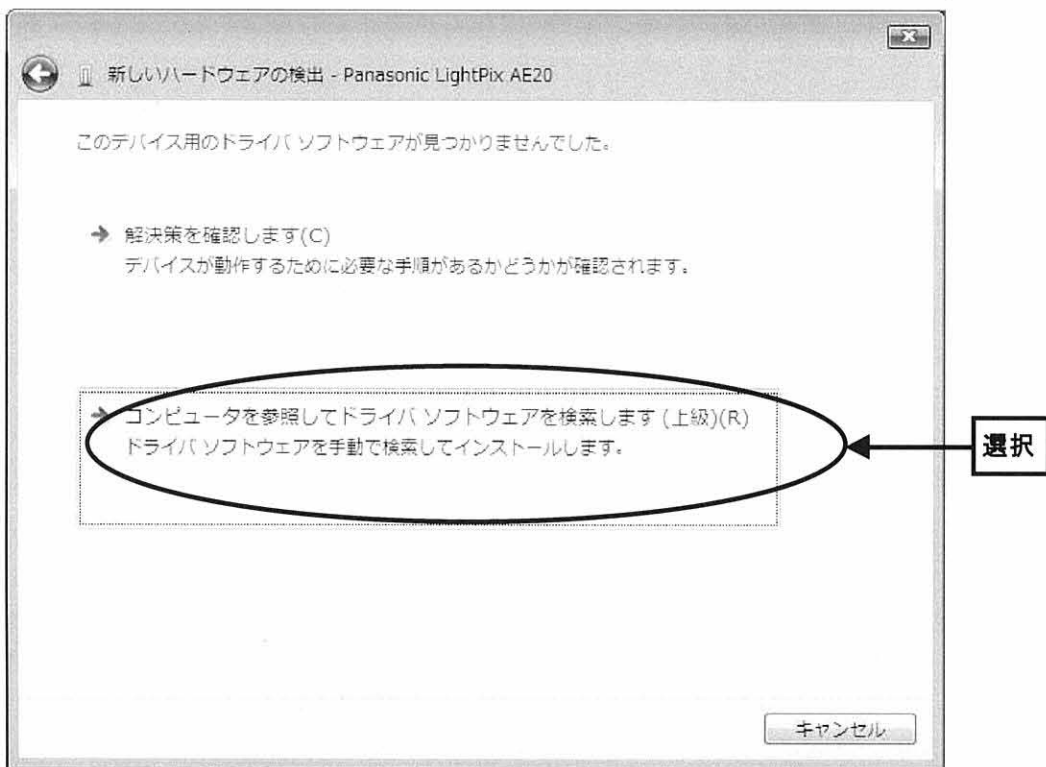 新しいハードウェアの検出 - Panasonic LightPix AE20
このデバイス用のドライバ ソフトウェアが見つかりませんでした。
解決策を確認します(C)
デバイスが動作するために必要な手順があるかどうかが確認されます。
コンピュータを参照してドライバ ソフトウェアを検索します (上級)(R)
ドライバ ソフトウェアを手動で検索してインストールします。
選択
キャンセル